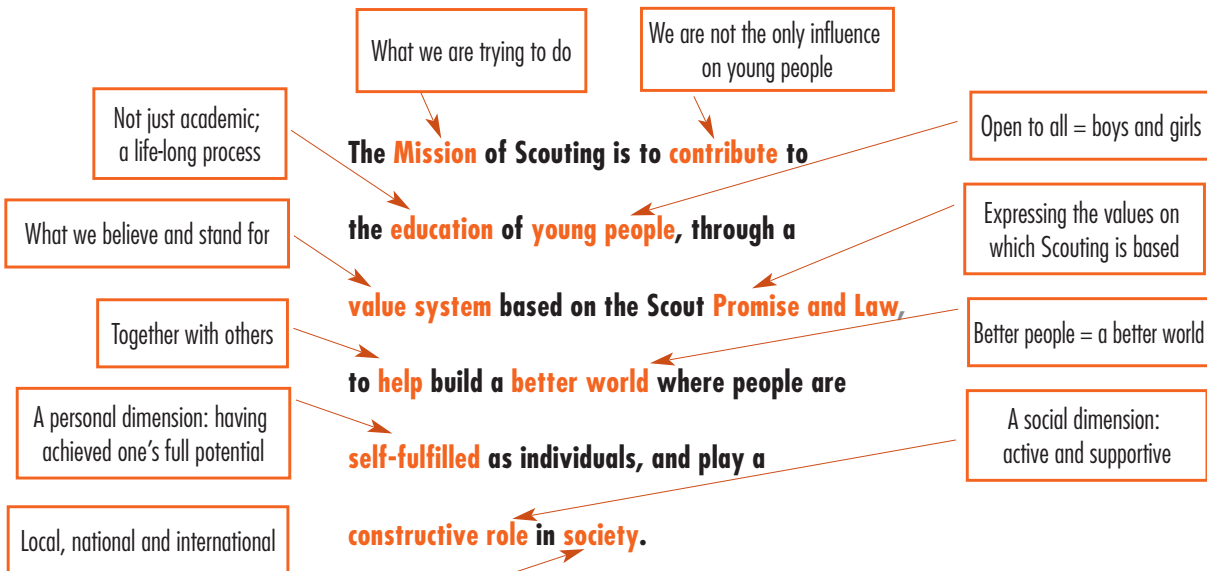 What we are trying to do
We are not the only influence
on young people
Not just academic;
a life-long process
Open to all = boys and girls
The Mission of Scouting is to contribute to
What we believe and stand for
the education of young people, through a
Expressing the values on
which Scouting is based
value system based on the Scout Promise and Law,
Together with others
Better people = a better world
to help build a better world where people are
A personal dimension: having
achieved one's full potential
A social dimension:
active and supportive
self-fulfilled as individuals, and play a
Local, national and international
constructive role in society.